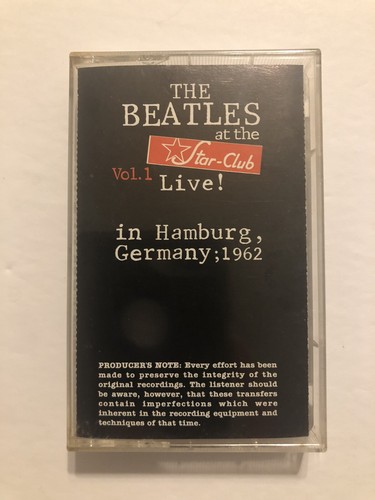 THE
BEATLES
at the
Star-Club
Vol.1 Live!
in Hamburg,
Germany;1962
PRODUCER'S NOTE: Every effort has been
made to preserve the integrity of the
original recordings. The listener should
be aware, however, that these transfers
contain imperfections which were
inherent in the recording equipment and
techniques of that time.